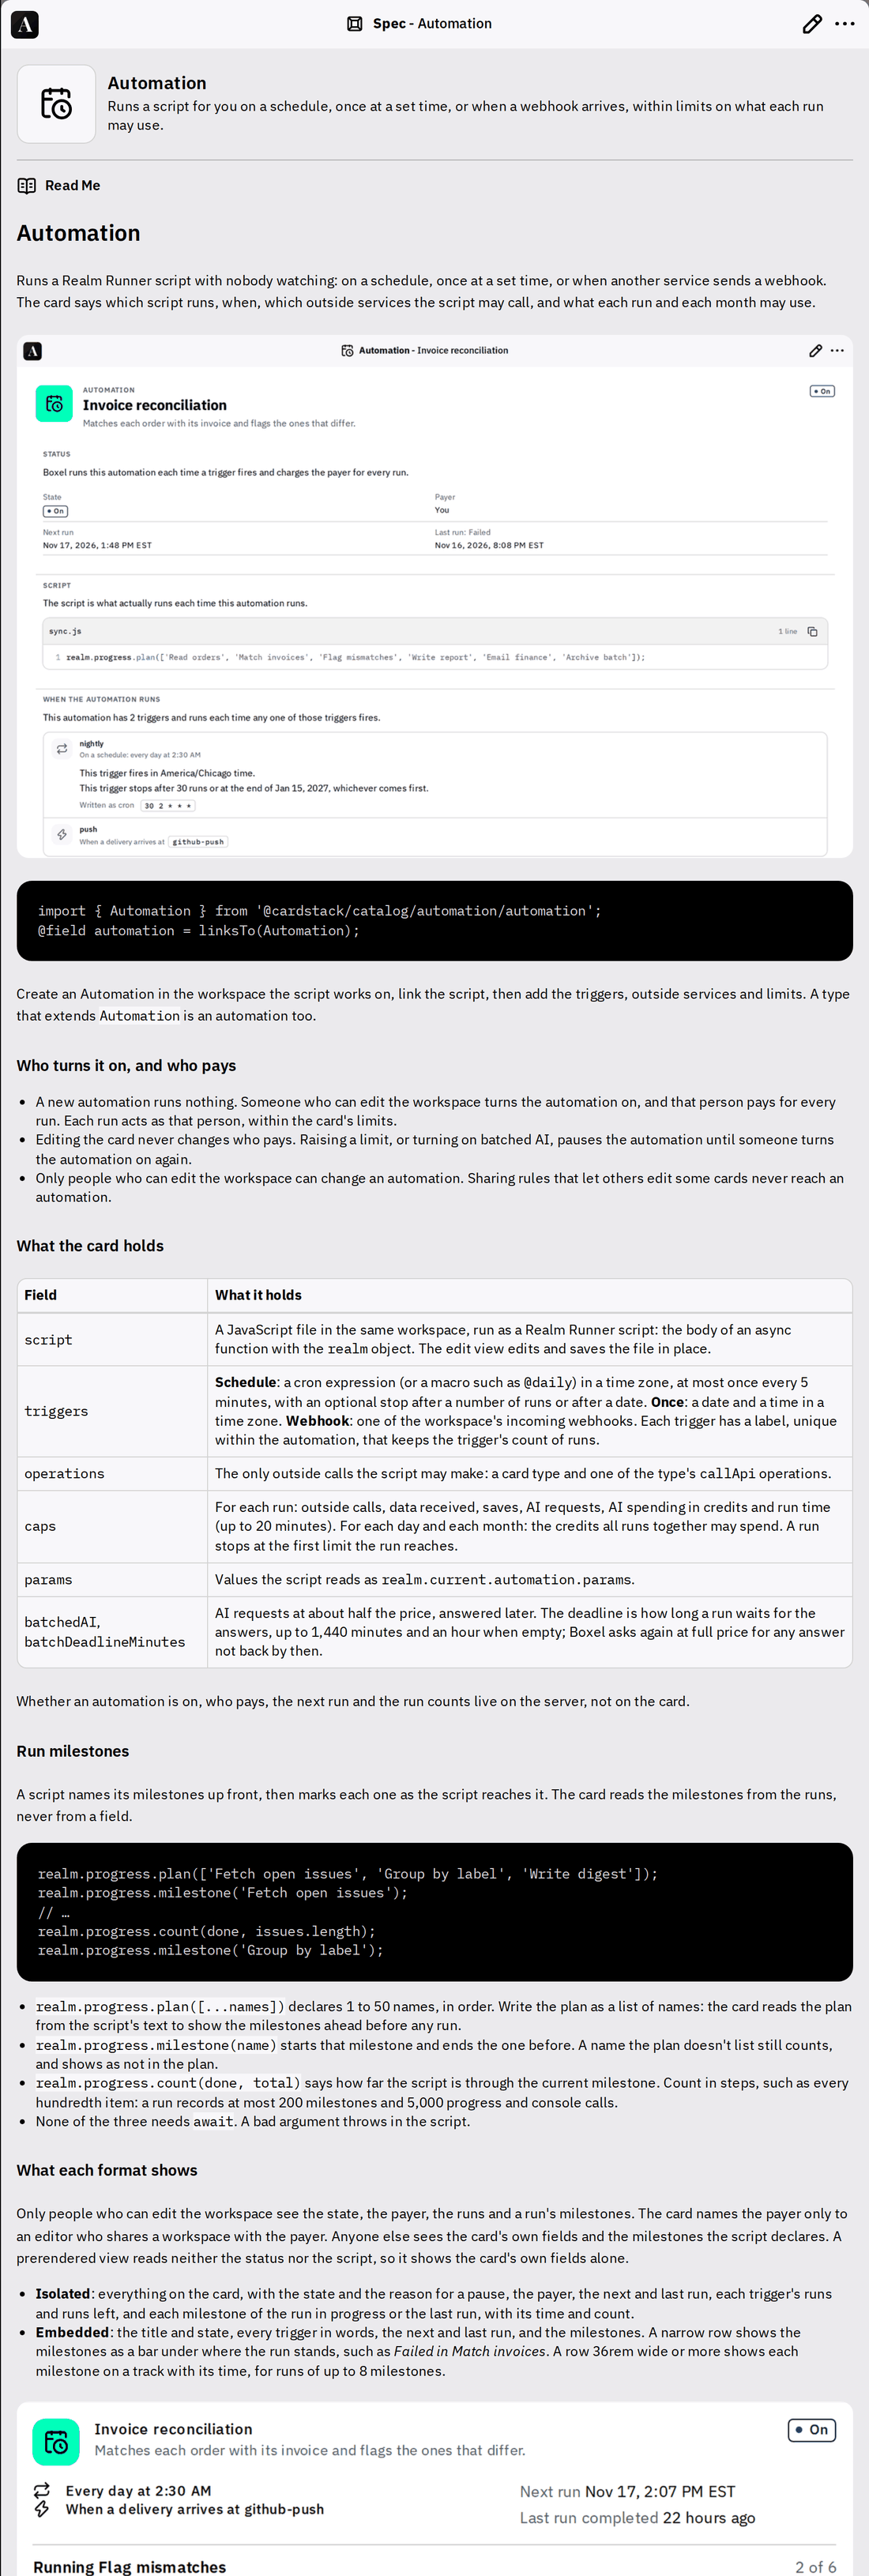 A
Spec - Automation
Automation
Runs a script for you on a schedule, once at a set time, or when a webhook arrives, within limits on what each run
may use.
Read Me
Automation
Runs a Realm Runner script with nobody watching: on a schedule, once at a set time, or when another service sends a webhook.
The card says which script runs, when, which outside services the script may call, and what each run and each month may use.
A
Automation - Invoice reconciliation
AUTOMATION
Invoice reconciliation
Matches each order with its invoice and flags the ones that differ.
On
STATUS
Boxel runs this automation each time a trigger fires and charges the payer for every run.
State
On
Payer
You
Next run
Nov 17, 2026, 1:48 PM EST
Last run: Failed
Nov 16, 2026, 8:08 PM EST
SCRIPT
The script is what actually runs each time this automation runs.
sync.js
1 line
1 realm.progress.plan(['Read orders', 'Match invoices', 'Flag mismatches', 'Write report', 'Email finance', 'Archive batch']);
WHEN THE AUTOMATION RUNS
This automation has 2 triggers and runs each time any one of those triggers fires.
nightly
On a schedule: every day at 2:30 AM
This trigger fires in America/Chicago time.
This trigger stops after 30 runs or at the end of Jan 15, 2027, whichever comes first.
Written as cron 30 2 * * *
push
When a delivery arrives at github-push
import { Automation } from '@cardstack/catalog/automation/automation';
@field automation = linksTo(Automation);
Create an Automation in the workspace the script works on, link the script, then add the triggers, outside services and limits. A type
that extends Automation is an automation too.
Who turns it on, and who pays
• A new automation runs nothing. Someone who can edit the workspace turns the automation on, and that person pays for every
run. Each run acts as that person, within the card's limits.
• Editing the card never changes who pays. Raising a limit, or turning on batched AI, pauses the automation until someone turns
the automation on again.
• Only people who can edit the workspace can change an automation. Sharing rules that let others edit some cards never reach an
automation.
What the card holds
Field What it holds
script
A JavaScript file in the same workspace, run as a Realm Runner script: the body of an async
function with the realm object. The edit view edits and saves the file in place.
triggers
Schedule: a cron expression (or a macro such as @daily) in a time zone, at most once every 5
minutes, with an optional stop after a number of runs or after a date. Once: a date and a time in a
time zone. Webhook: one of the workspace's incoming webhooks. Each trigger has a label, unique
within the automation, that keeps the trigger's count of runs.
operations
The only outside calls the script may make: a card type and one of the type's callApi operations.
caps
For each run: outside calls, data received, saves, AI requests, AI spending in credits and run time
(up to 20 minutes). For each day and each month: the credits all runs together may spend. A run
stops at the first limit the run reaches.
params
Values the script reads as realm.current.automation.params.
batchedAI,
batchDeadlineMinutes
AI requests at about half the price, answered later. The deadline is how long a run waits for the
answers, up to 1,440 minutes and an hour when empty; Boxel asks again at full price for any answer
not back by then.
Whether an automation is on, who pays, the next run and the run counts live on the server, not on the card.
Run milestones
A script names its milestones up front, then marks each one as the script reaches it. The card reads the milestones from the runs,
never from a field.
realm.progress.plan(['Fetch open issues', 'Group by label', 'Write digest']);
realm.progress.milestone('Fetch open issues');
// …
realm.progress.count(done, issues.length);
realm.progress.milestone('Group by label');
• realm.progress.plan([...names]) declares 1 to 50 names, in order. Write the plan as a list of names: the card reads the plan
from the script's text to show the milestones ahead before any run.
• realm.progress.milestone(name) starts that milestone and ends the one before. A name the plan doesn't list still counts,
and shows as not in the plan.
• realm.progress.count(done, total) says how far the script is through the current milestone. Count in steps, such as every
hundredth item: a run records at most 200 milestones and 5,000 progress and console calls.
• None of the three needs await. A bad argument throws in the script.
What each format shows
Only people who can edit the workspace see the state, the payer, the runs and a run's milestones. The card names the payer only to
an editor who shares a workspace with the payer. Anyone else sees the card's own fields and the milestones the script declares. A
prerendered view reads neither the status nor the script, so it shows the card's own fields alone.
• Isolated: everything on the card, with the state and the reason for a pause, the payer, the next and last run, each trigger's runs
and runs left, and each milestone of the run in progress or the last run, with its time and count.
• Embedded: the title and state, every trigger in words, the next and last run, and the milestones. A narrow row shows the
milestones as a bar under where the run stands, such as Failed in Match invoices. A row 36rem wide or more shows each
milestone on a track with its time, for runs of up to 8 milestones.
Invoice reconciliation
Matches each order with its invoice and flags the ones that differ.
On
Every day at 2:30 AM
When a delivery arrives at github-push
Next run Nov 17, 2:07 PM EST
Last run completed 22 hours ago
Running Flag mismatches
2 of 6